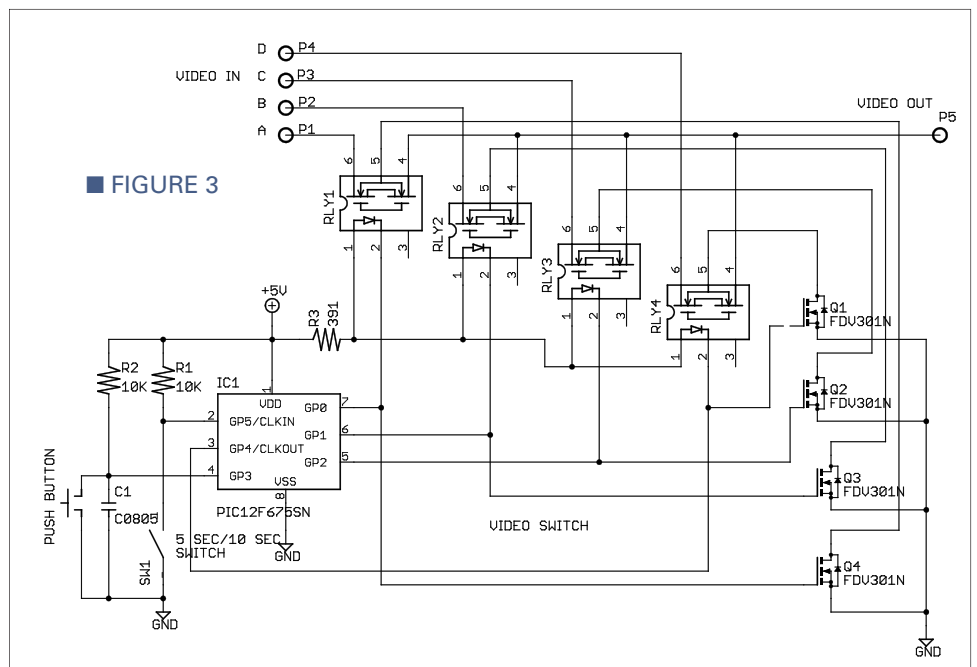 D P4
VIDEO IN C P3
B P2
A P1
VIDEO OUT
P5
■ FIGURE 3
6 5 4
RLY1
1 2 3
6 5 4
RLY2
1 2 3
6 5 4
RLY3
1 2 3
6 5 4
RLY4
1 2 3
+5V
R3
391
R2
10K
R1
10K
IC1
1
VDD
2 GP5/CLKIN
3 GP4/CLKOUT
4 GP3
GP0 7
GP1 6
GP2 5
VSS
8
PIC12F675SN
GND
PUSH BUTTON
C1
C0805
5 SEC/10 SEC
SWITCH
SW1
GND
VIDEO SWITCH
Q1
FDV301N
Q2
FDV301N
Q3
FDV301N
Q4
FDV301N
GND